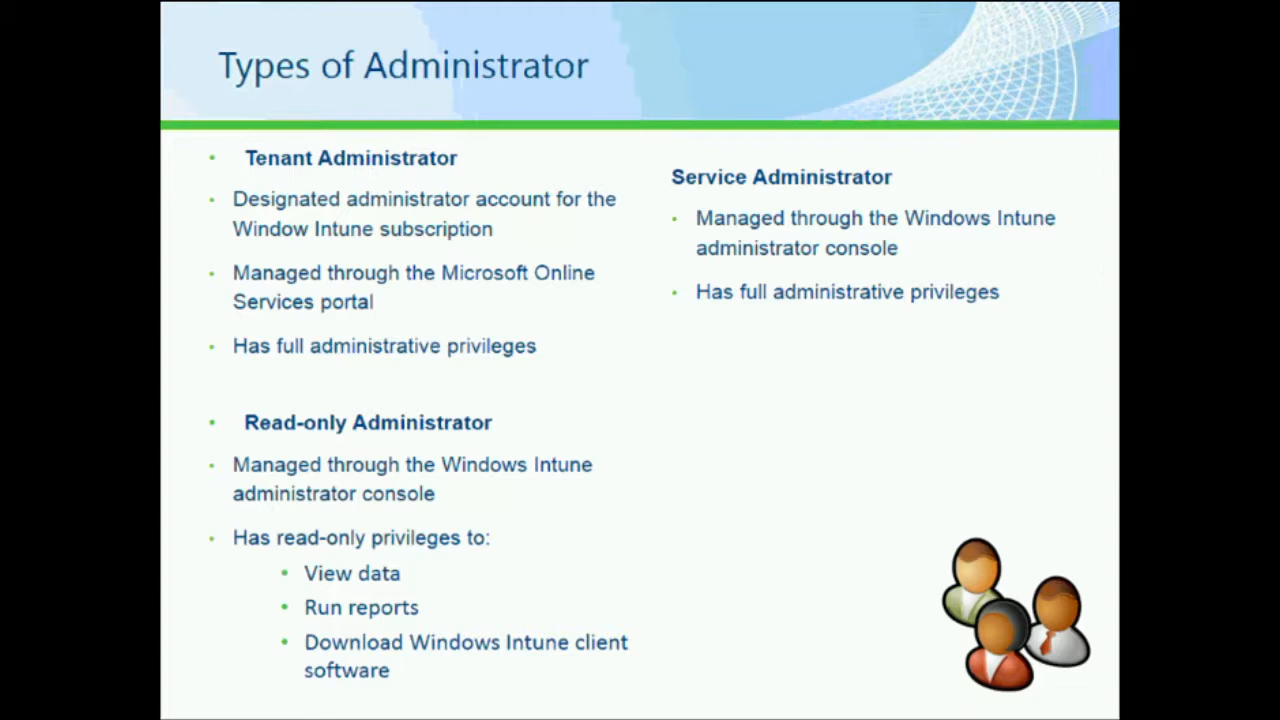 Types of Administrator
• Tenant Administrator
• Designated administrator account for the
Window Intune subscription
• Managed through the Microsoft Online
Services portal
• Has full administrative privileges
• Read-only Administrator
• Managed through the Windows Intune
administrator console
• Has read-only privileges to:
• View data
• Run reports
• Download Windows Intune client
software
Service Administrator
• Managed through the Windows Intune
administrator console
• Has full administrative privileges